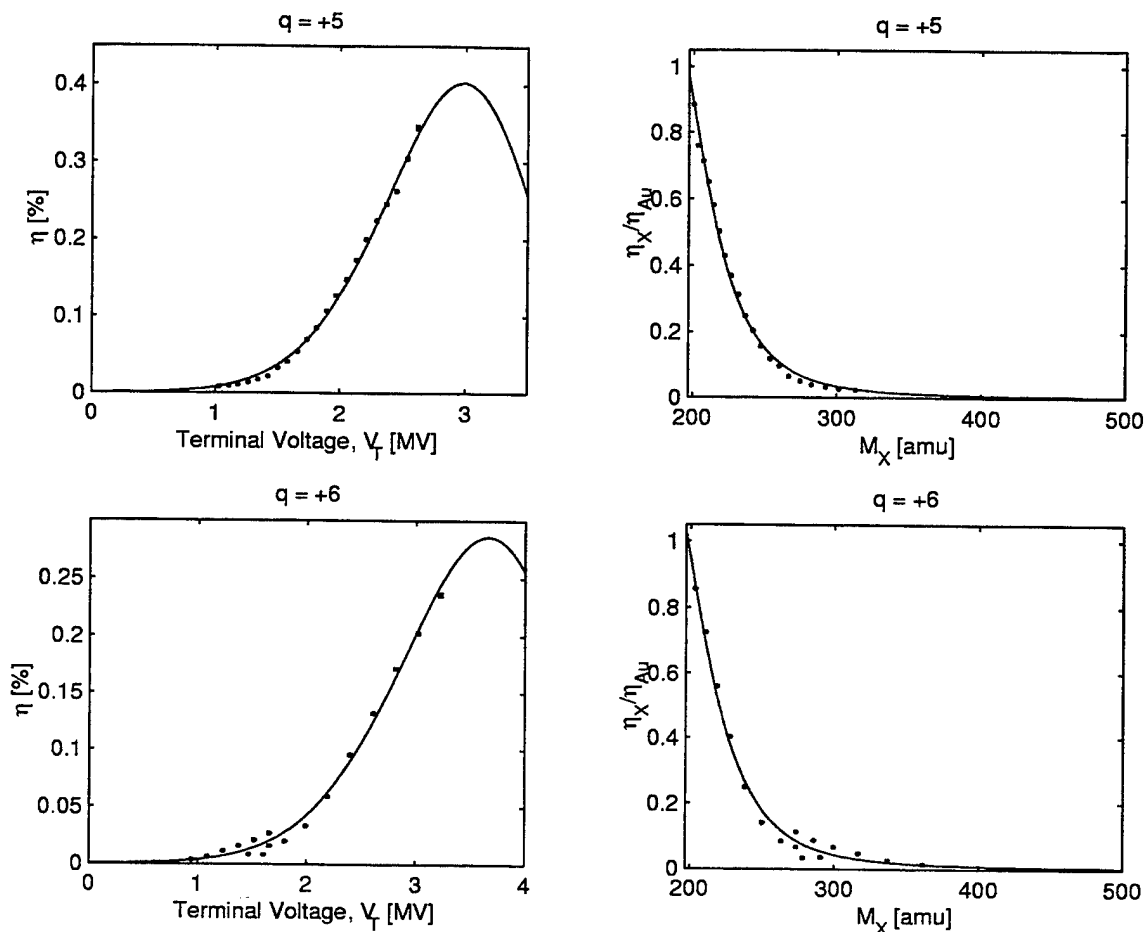 q = +5
0.4
0.3
0.2
0.1
0
η [%]
0 1 2 3
Terminal Voltage, V_T [MV]
q = +5
1
0.8
0.6
0.4
0.2
0
η_X/η_Au
200 300 400 500
M_X [amu]
q = +6
0.25
0.2
0.15
0.1
0.05
0
η [%]
0 1 2 3 4
Terminal Voltage, V_T [MV]
q = +6
1
0.8
0.6
0.4
0.2
0
η_X/η_Au
200 300 400 500
M_X [amu]